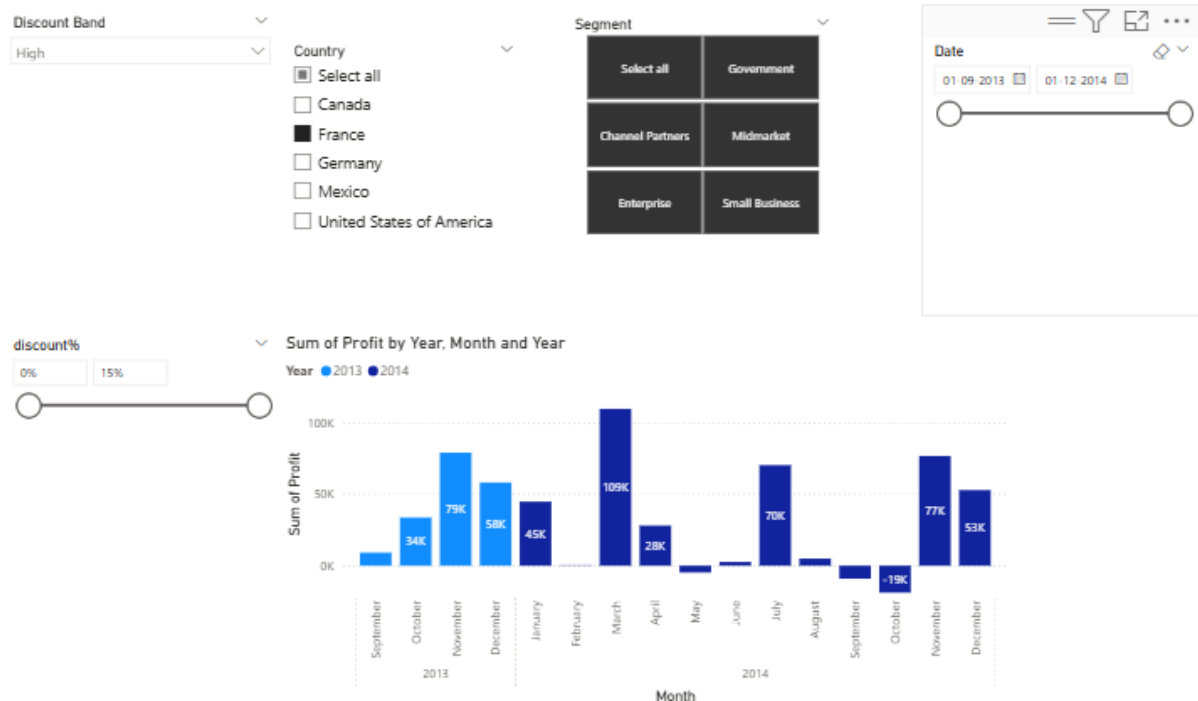 Discount Band
High
Country
Select all
Canada
France
Germany
Mexico
United States of America
Segment
Select all
Government
Channel Partners
Midmarket
Enterprise
Small Business
Date
01-09-2013
01-12-2014
discount%
0%
15%
Sum of Profit by Year, Month and Year
Year 2013 2014
Sum of Profit
100K
50K
0K
34K
79K
58K
45K
109K
28K
70K
-19K
77K
53K
September
October
November
December
January
February
March
April
May
June
July
August
September
October
November
December
2013
2014
Month